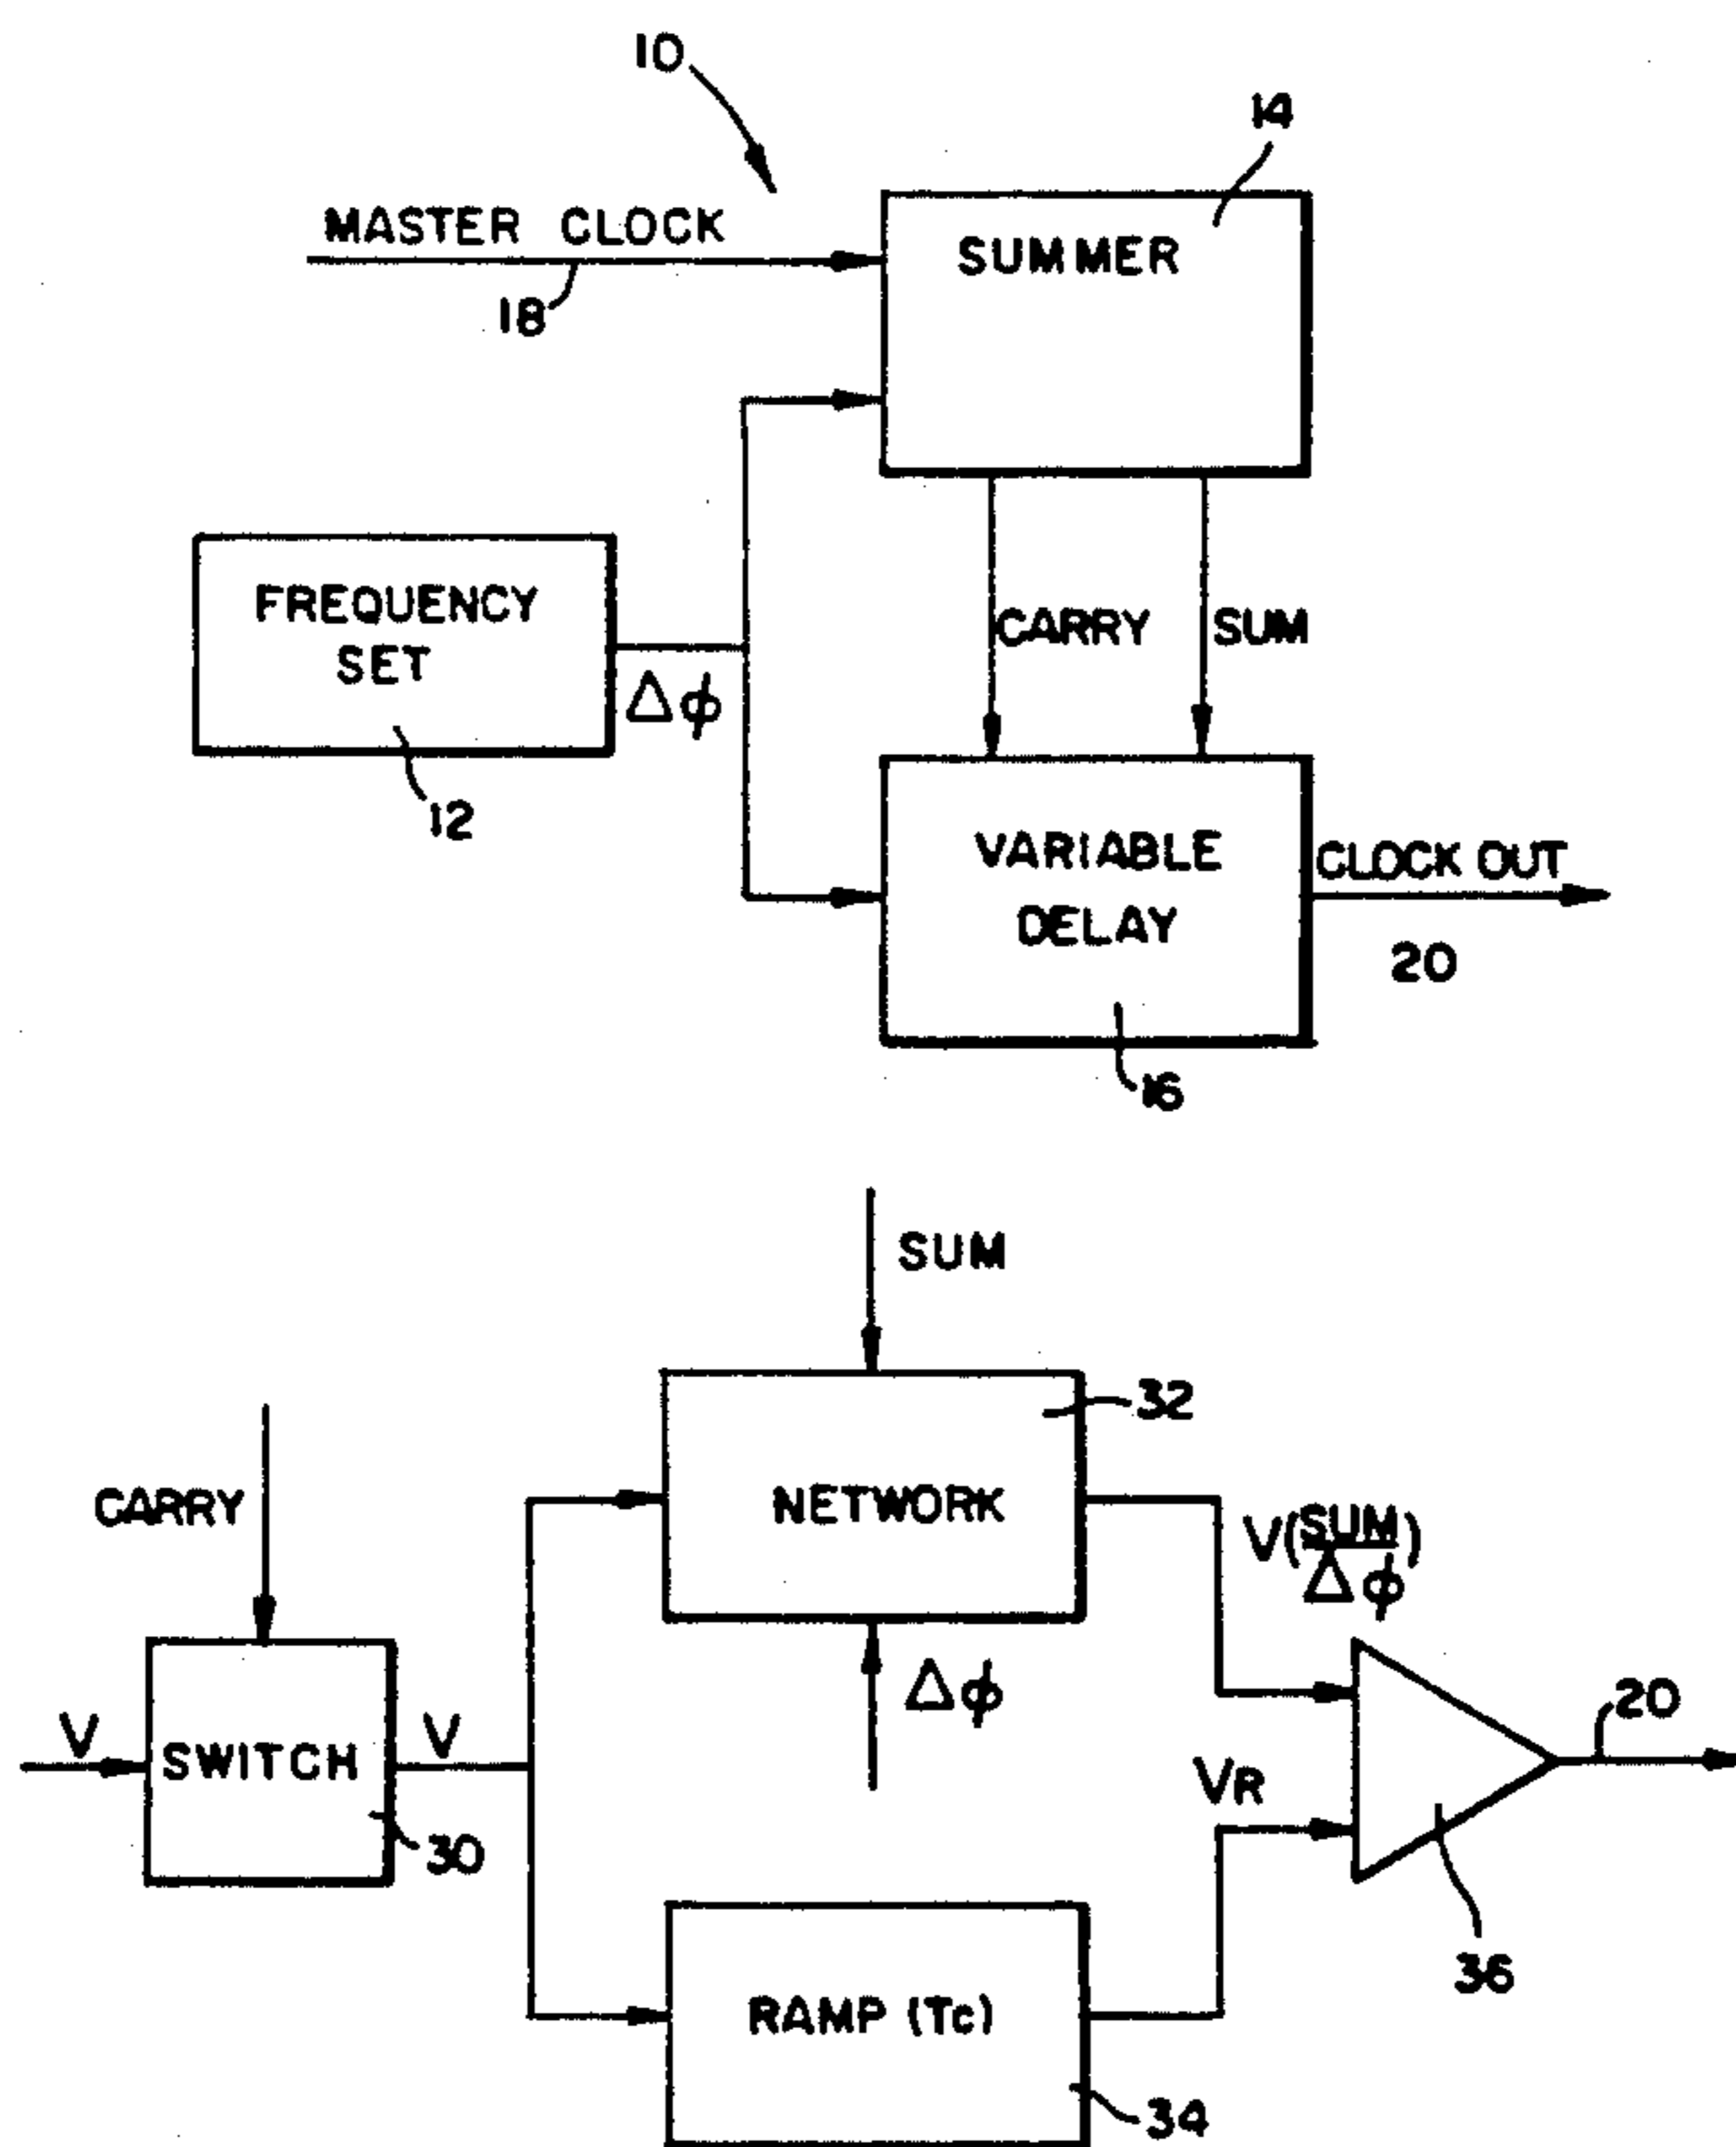 10
14
MASTER CLOCK
SUMMER
18
FREQUENCY
SET
CARRY
SUM
Δϕ
12
VARIABLE
DELAY
CLOCK OUT
20
16
SUM
32
CARRY
NETWORK
V(SUM/Δϕ)
Δϕ
V
SWITCH
V
20
VR
30
36
RAMP (Tc)
34